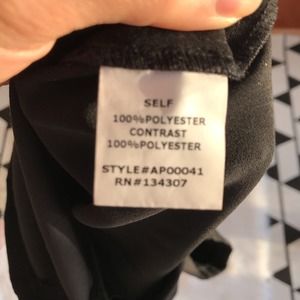 SELF
100%POLYESTER
CONTRAST
100%POLYESTER
STYLE#AP00041
RN#134307